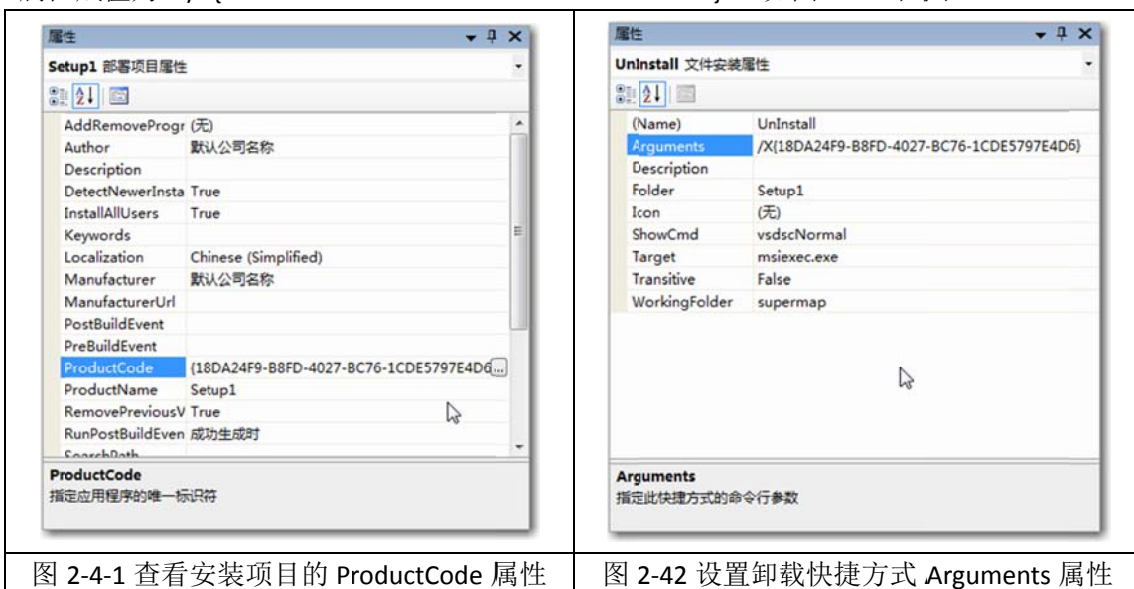 属性
Setup1 部署项目属性
AddRemoveProgr (无)
Author 默认公司名称
Description
DetectNewerInsta True
InstallAllUsers True
Keywords
Localization Chinese (Simplified)
Manufacturer 默认公司名称
ManufacturerUrl
PostBuildEvent
PreBuildEvent
ProductCode {18DA24F9-B8FD-4027-BC76-1CDE5797E4D6...
ProductName Setup1
RemovePreviousV True
RunPostBuildEven 成功生成时
SearchPath
ProductCode
指定应用程序的唯一标识符
图 2-4-1 查看安装项目的 ProductCode 属性
属性
UnInstall 文件安装属性
(Name) UnInstall
Arguments /X{18DA24F9-B8FD-4027-BC76-1CDE5797E4D6}
Description
Folder Setup1
Icon (无)
ShowCmd vsdscNormal
Target msiexec.exe
Transitive False
WorkingFolder supermap
Arguments
指定此快捷方式的命令行参数
图 2-42 设置卸载快捷方式 Arguments 属性